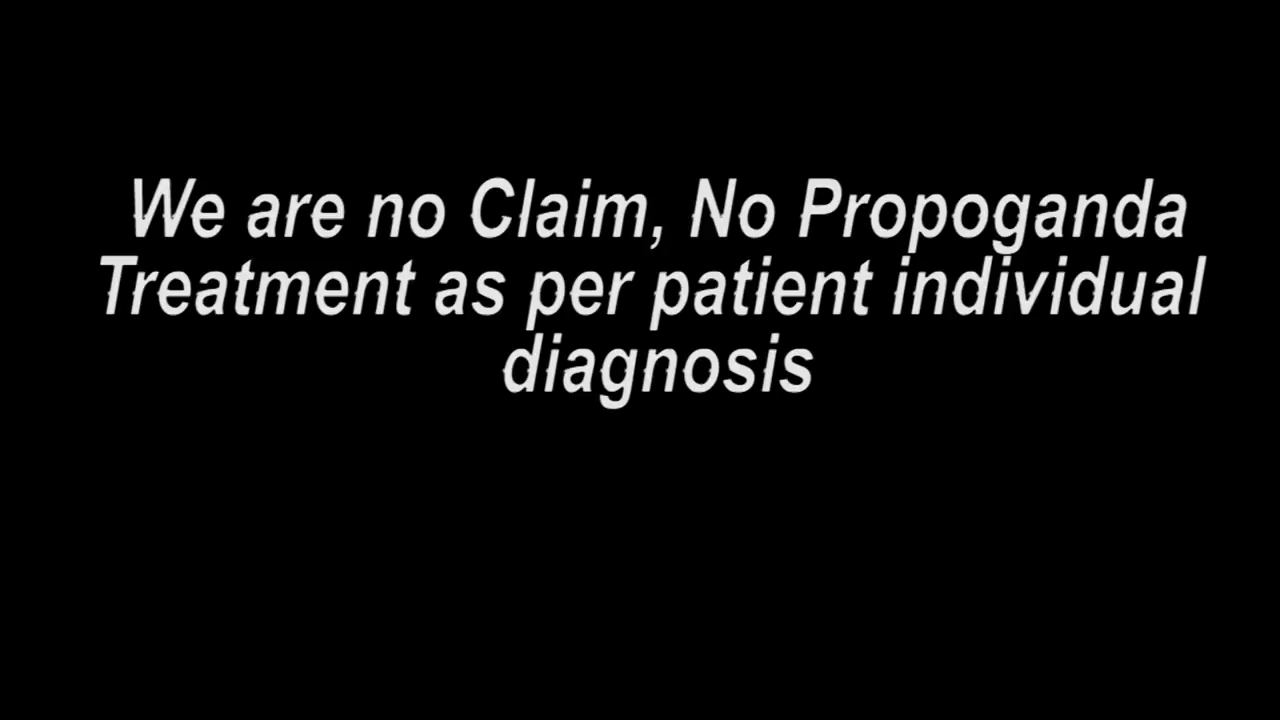 We are no Claim, No Propoganda
Treatment as per patient individual
diagnosis